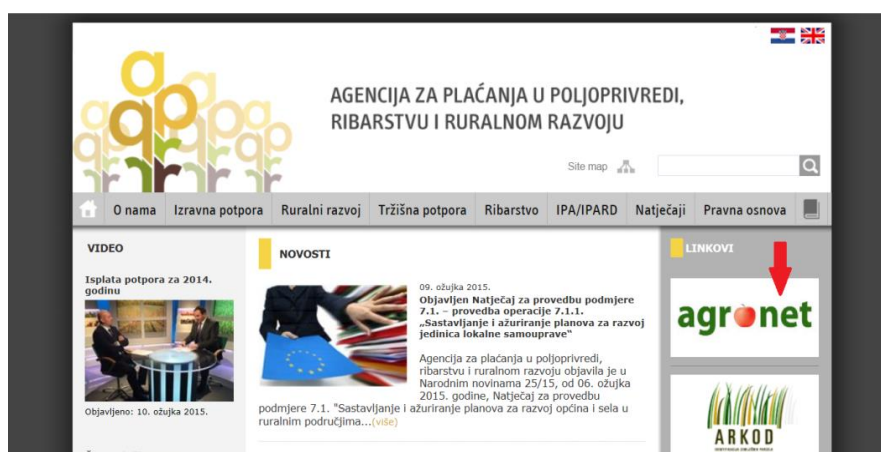 AGENCIJA ZA PLAĆANJA U POLJOPRIVREDI,
RIBARSTVU I RURALNOM RAZVOJU
Site map
O nama Izravna potpora Ruralni razvoj Tržišna potpora Ribarstvo IPA/IPARD Natječaji Pravna osnova
VIDEO
Isplata potpora za 2014.
godinu
Objavljeno: 10. ožujka 2015.
NOVOSTI
09. ožujka 2015.
Objavljen Natječaj za provedbu podmjere
7.1. – provedba operacije 7.1.1.
„Sastavljanje i ažuriranje planova za razvoj
jedinica lokalne samouprave“
Agencija za plaćanja u poljoprivredi,
ribarstvu i ruralnom razvoju objavila je u
Narodnim novinama 25/15, od 06. ožujka
2015. godine, Natječaj za provedbu
podmjere 7.1. "Sastavljanje i ažuriranje planova za razvoj općina i sela u
ruralnim područjima...(više)
LINKOVI
agronet
ARKOD